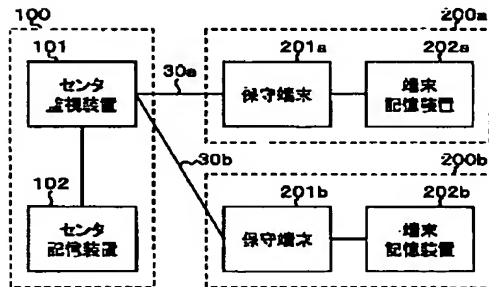 100
200a
101
201a
202a
センタ
監視装置
30a
保守端末
端末
記憶装置
102
30b
200b
201b
202b
センタ
記憶装置
保守端末
端末
記憶装置